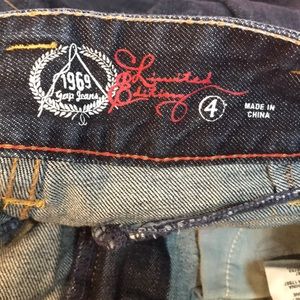 1969
Gap Jeans
Limited
Edition
4
MADE IN
CHINA